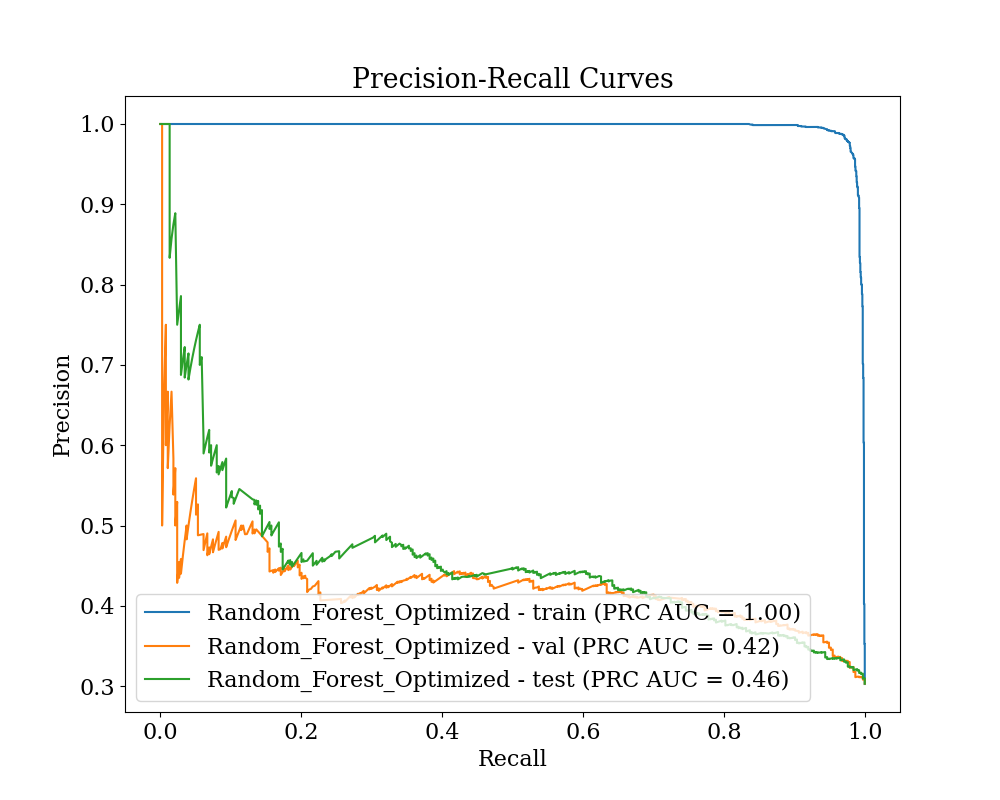 Precision-Recall Curves
1.0
0.9
0.8
0.7
0.6
0.5
0.4
0.3
Precision
Random_Forest_Optimized - train (PRC AUC = 1.00)
Random_Forest_Optimized - val (PRC AUC = 0.42)
Random_Forest_Optimized - test (PRC AUC = 0.46)
0.0 0.2 0.4 0.6 0.8 1.0
Recall